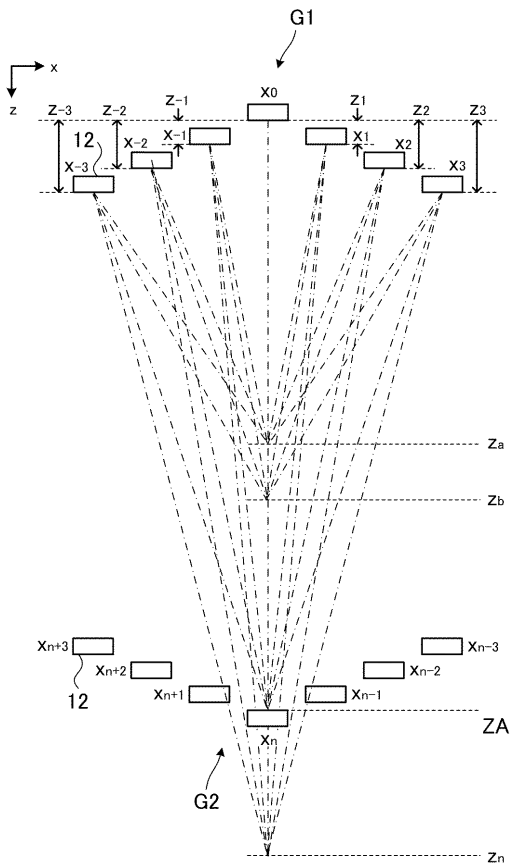 G1
x
z
Z-3
Z-2
Z-1
X0
Z1
Z2
Z3
12
X-3
X-2
X-1
X1
X2
X3
Za
Zb
Xn+3
Xn-3
12
Xn+2
Xn-2
Xn+1
Xn-1
Xn
ZA
G2
Zn